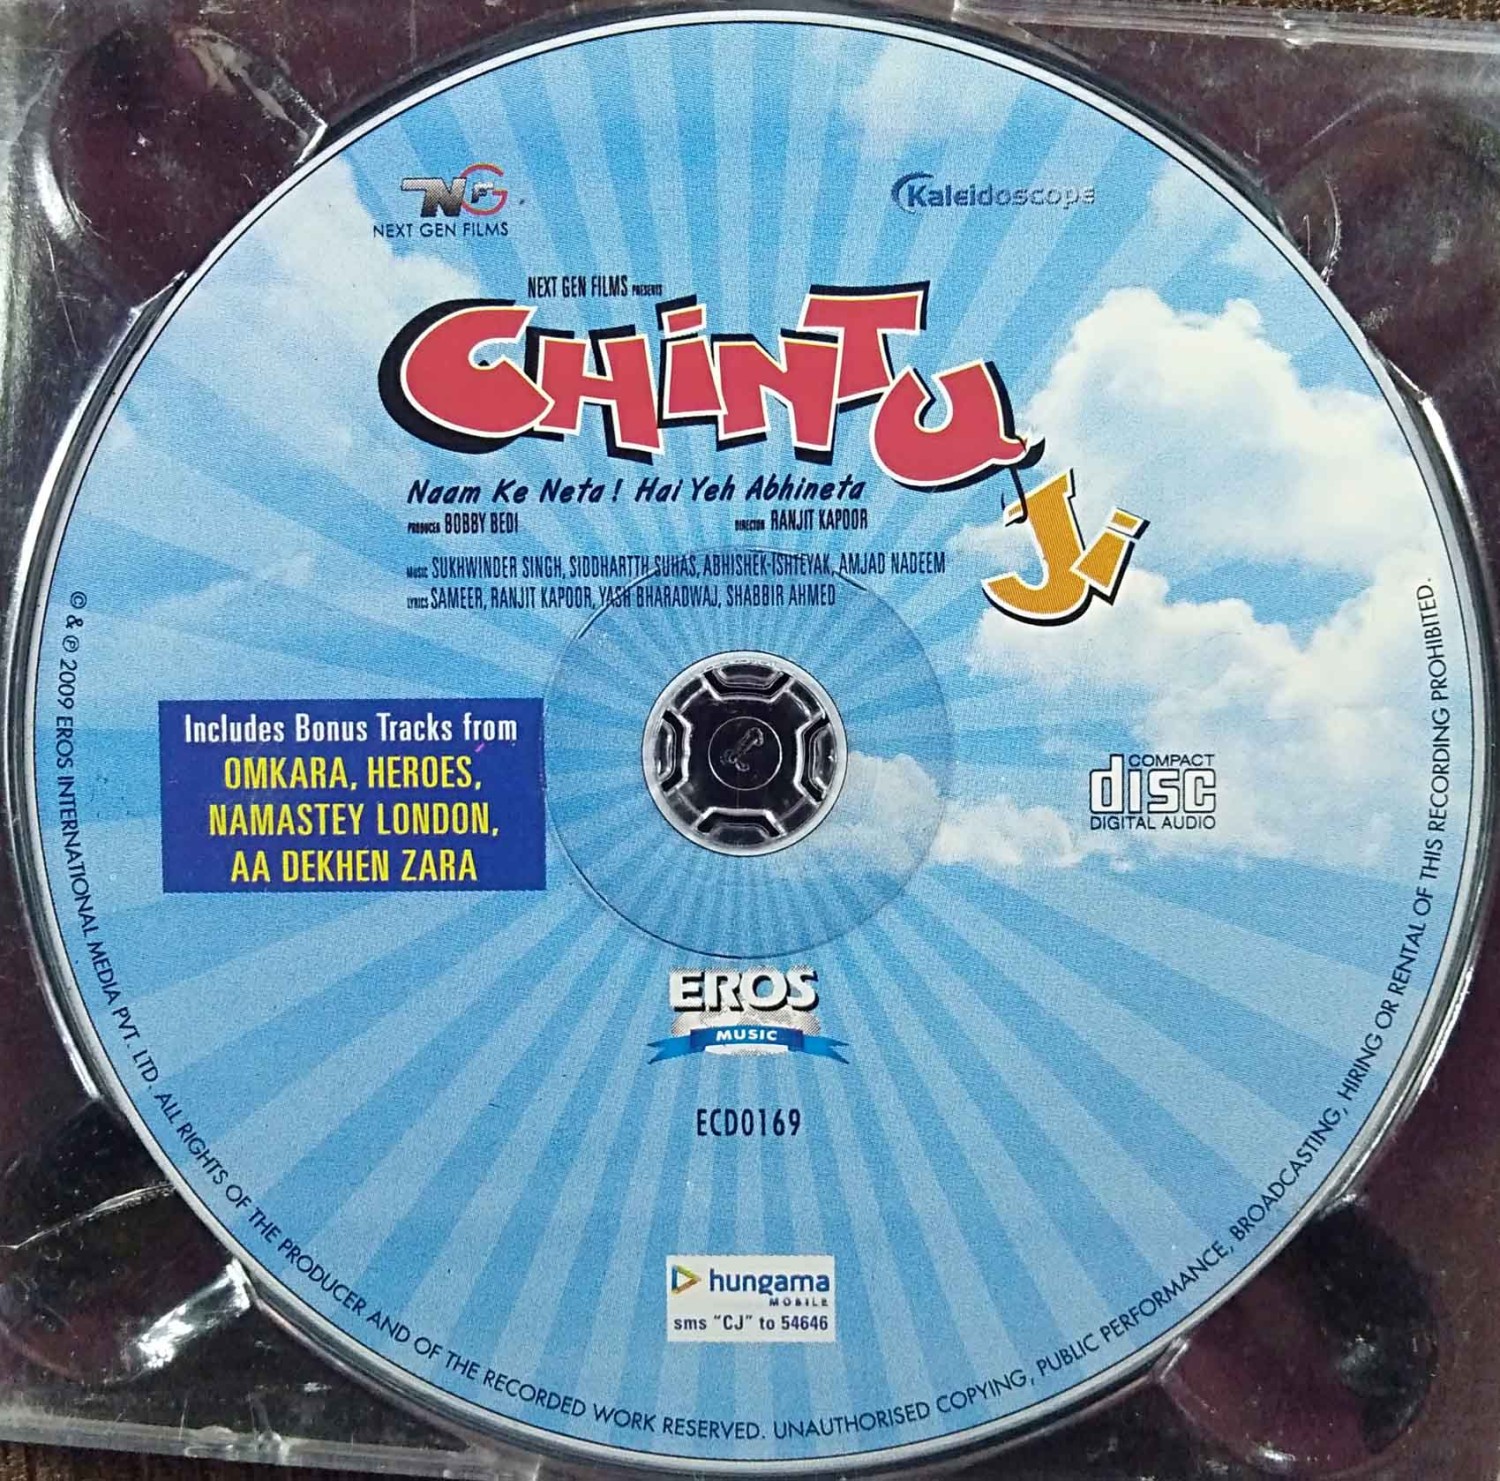 NG
NEXT GEN FILMS
Kaleidoscope
NEXT GEN FILMS PRESENTS
CHiNTU
Ji
Naam Ke Neta! Hai Yeh Abhineta
PRODUCER BOBBY BEDI DIRECTOR RANJIT KAPOOR
MUSIC SUKHWINDER SINGH, SIDDHARTTH SUHAS, ABHISHEK-ISHTEYAK, AMJAD NADEEM
LYRICS SAMEER, RANJIT KAPOOR, YASH BHARADWAJ, SHABBIR AHMED
Includes Bonus Tracks from
OMKARA, HEROES,
NAMASTEY LONDON,
AA DEKHEN ZARA
COMPACT
disc
DIGITAL AUDIO
EROS
MUSIC
ECD0169
hungama
MOBILE
sms "CJ" to 54646
© & ℗ 2009 EROS INTERNATIONAL MEDIA PVT. LTD. ALL RIGHTS OF THE PRODUCER AND OF THE RECORDED WORK RESERVED. UNAUTHORISED COPYING, PUBLIC PERFORMANCE, BROADCASTING, HIRING OR RENTAL OF THIS RECORDING PROHIBITED.